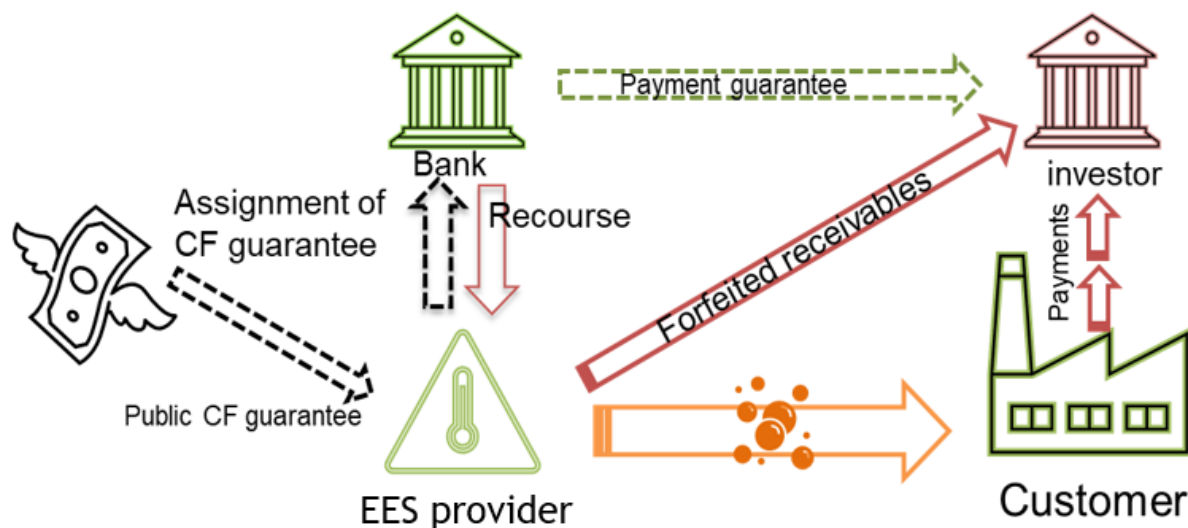 Payment guarantee
Bank
investor
Assignment of
CF guarantee
Recourse
Forfeited receivables
Payments
Public CF guarantee
EES provider
Customer